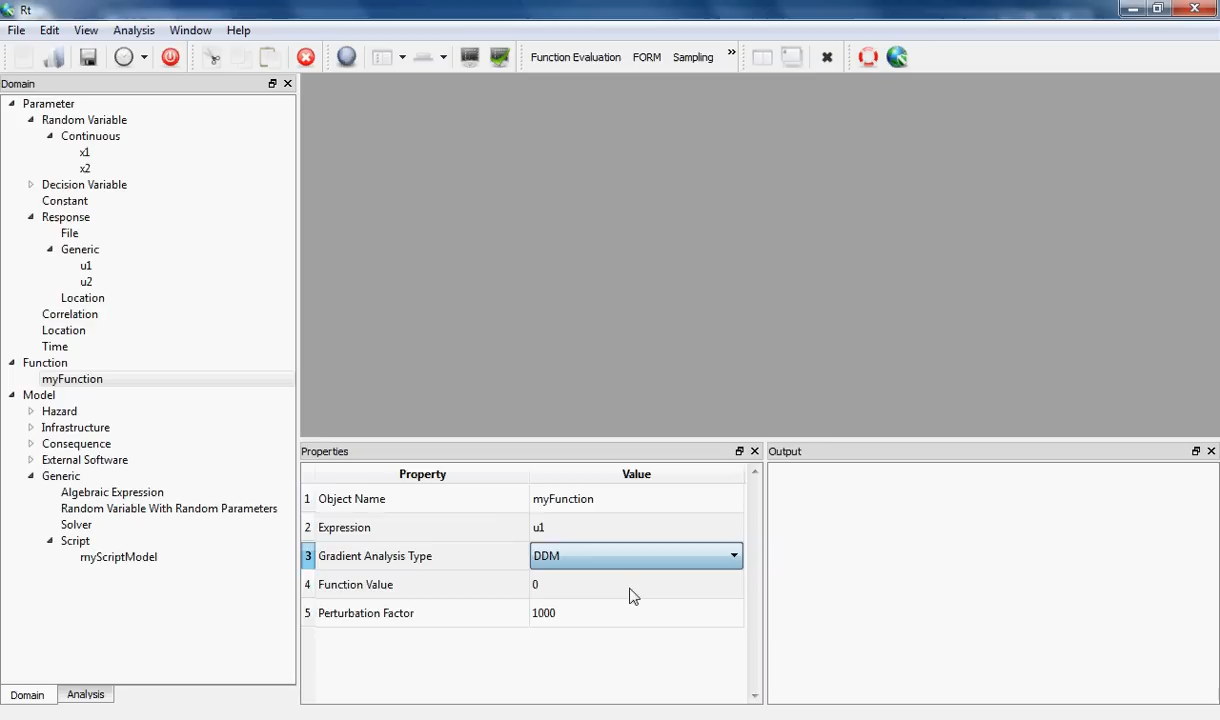 Rt
File Edit View Analysis Window Help
Function Evaluation FORM Sampling »
Domain
Parameter
Random Variable
Continuous
x1
x2
Decision Variable
Constant
Response
File
Generic
u1
u2
Location
Correlation
Location
Time
Function
myFunction
Model
Hazard
Infrastructure
Consequence
External Software
Generic
Algebraic Expression
Random Variable With Random Parameters
Solver
Script
myScriptModel
Domain Analysis
Properties
Property Value
1 Object Name myFunction
2 Expression u1
3 Gradient Analysis Type DDM
4 Function Value 0
5 Perturbation Factor 1000
Output